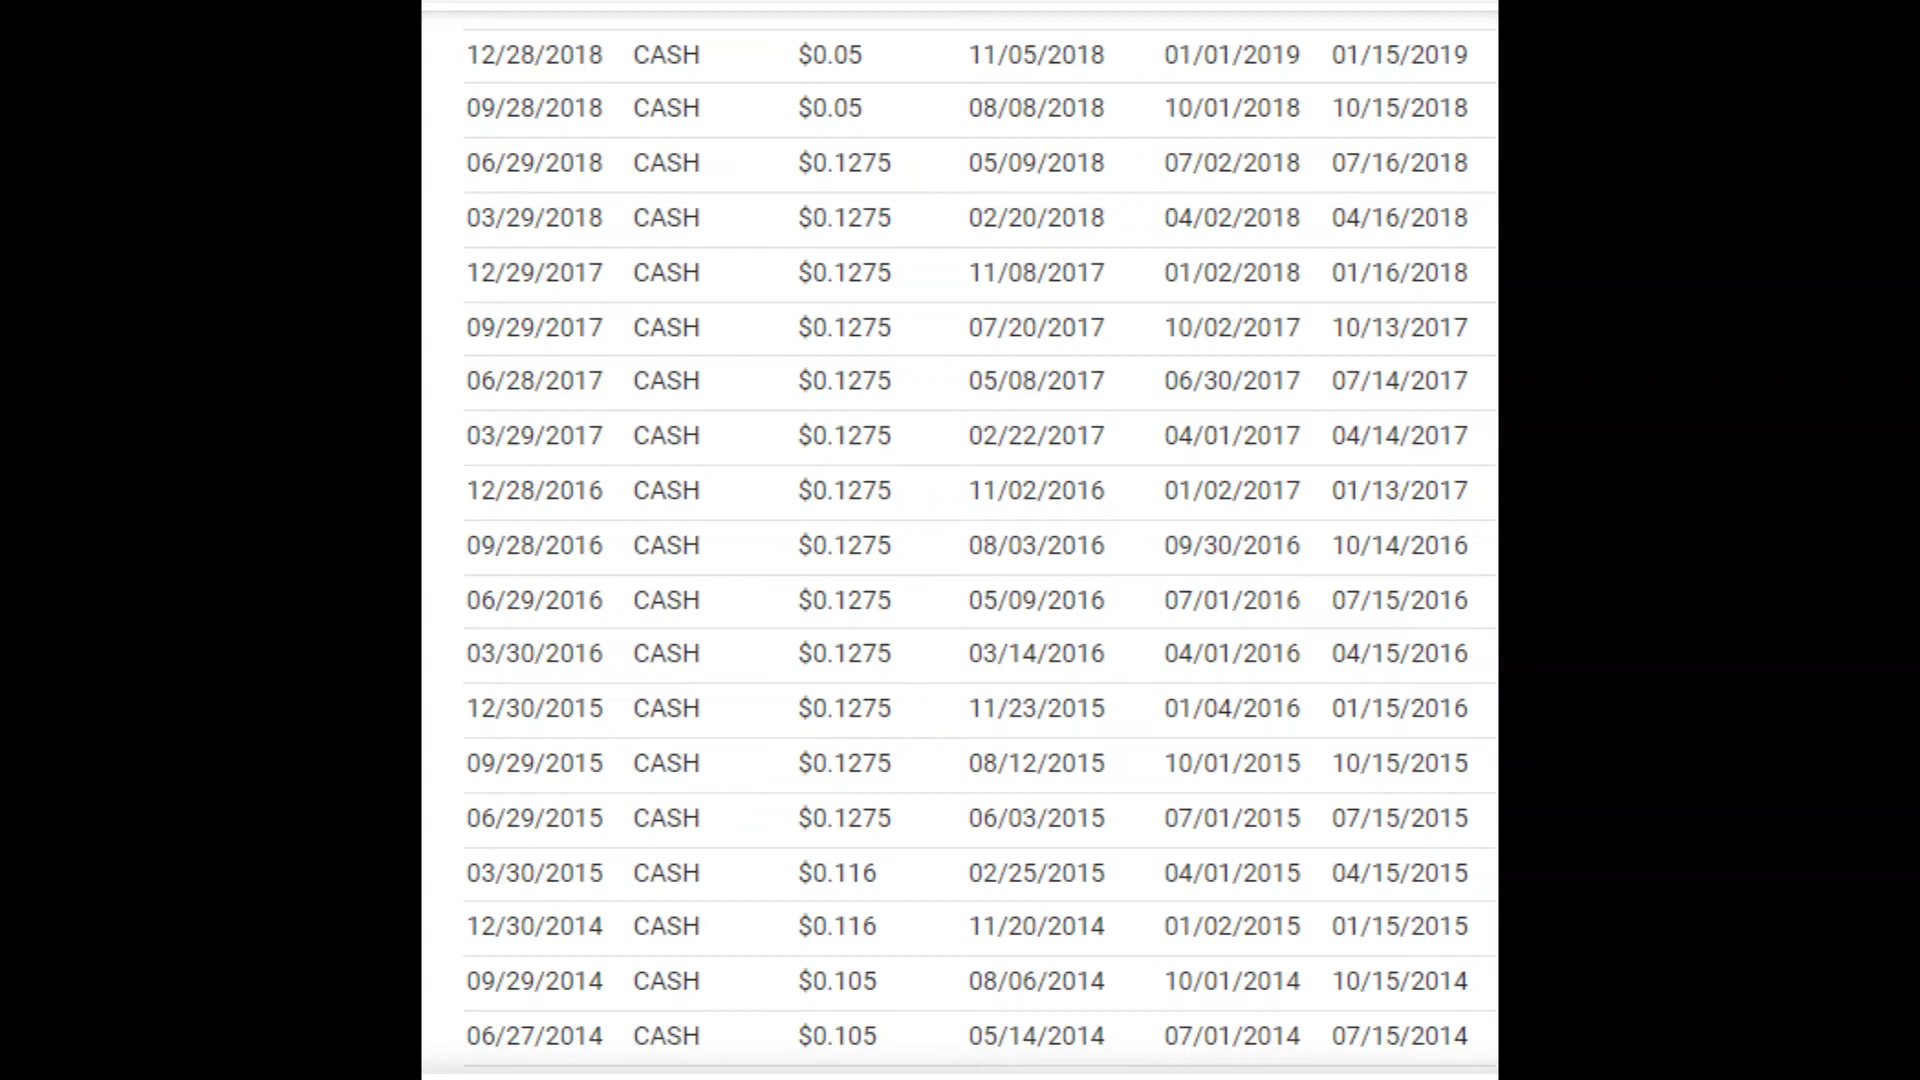 12/28/2018 CASH $0.05 11/05/2018 01/01/2019 01/15/2019
09/28/2018 CASH $0.05 08/08/2018 10/01/2018 10/15/2018
06/29/2018 CASH $0.1275 05/09/2018 07/02/2018 07/16/2018
03/29/2018 CASH $0.1275 02/20/2018 04/02/2018 04/16/2018
12/29/2017 CASH $0.1275 11/08/2017 01/02/2018 01/16/2018
09/29/2017 CASH $0.1275 07/20/2017 10/02/2017 10/13/2017
06/28/2017 CASH $0.1275 05/08/2017 06/30/2017 07/14/2017
03/29/2017 CASH $0.1275 02/22/2017 04/01/2017 04/14/2017
12/28/2016 CASH $0.1275 11/02/2016 01/02/2017 01/13/2017
09/28/2016 CASH $0.1275 08/03/2016 09/30/2016 10/14/2016
06/29/2016 CASH $0.1275 05/09/2016 07/01/2016 07/15/2016
03/30/2016 CASH $0.1275 03/14/2016 04/01/2016 04/15/2016
12/30/2015 CASH $0.1275 11/23/2015 01/04/2016 01/15/2016
09/29/2015 CASH $0.1275 08/12/2015 10/01/2015 10/15/2015
06/29/2015 CASH $0.1275 06/03/2015 07/01/2015 07/15/2015
03/30/2015 CASH $0.116 02/25/2015 04/01/2015 04/15/2015
12/30/2014 CASH $0.116 11/20/2014 01/02/2015 01/15/2015
09/29/2014 CASH $0.105 08/06/2014 10/01/2014 10/15/2014
06/27/2014 CASH $0.105 05/14/2014 07/01/2014 07/15/2014